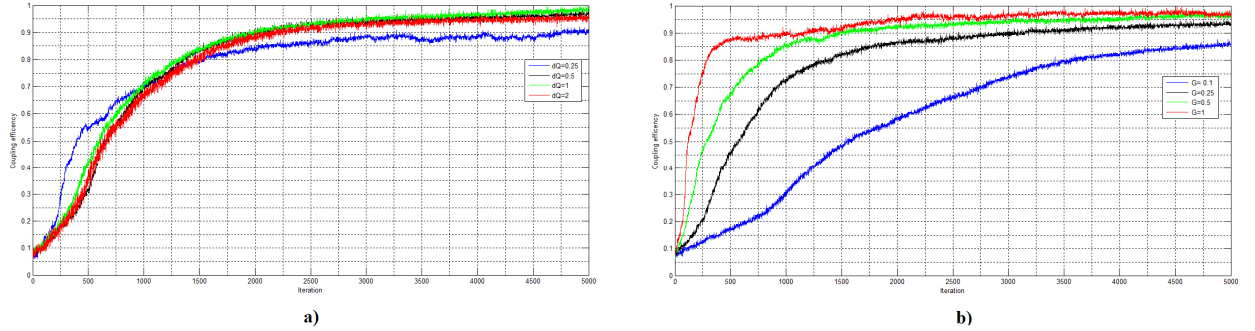 1
0.9
0.8
0.7
0.6
0.5
0.4
0.3
0.2
0.1
0
Coupling efficency
0 500 1000 1500 2000 2500 3000 3500 4000 4500 5000
Iteration
dQ=0.25
dQ=0.5
dQ=1
dQ=2
a)
1
0.9
0.8
0.7
0.6
0.5
0.4
0.3
0.2
0.1
0
Coupling efficency
0 500 1000 1500 2000 2500 3000 3500 4000 4500 5000
Iteration
G= 0.1
G=0.25
G=0.5
G=1
b)